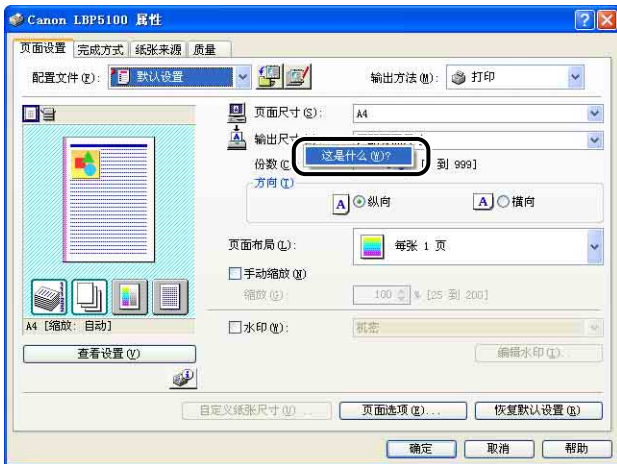 Canon LBP5100 属性
页面设置 完成方式 纸张来源 质量
配置文件(F): 默认设置 输出方法(M): 打印
页面尺寸(S): A4
输出尺寸
这是什么(W)?
份数(C 到 999]
方向(T)
A 纵向 A 横向
页面布局(L): 每张 1 页
手动缩放(N)
缩放(G): 100 % [25 到 200]
A4 [缩放: 自动]
水印(W): 机密
查看设置(V) 编辑水印(I)...
自定义纸张尺寸(U)... 页面选项(E)... 恢复默认设置(R)
确定 取消 帮助